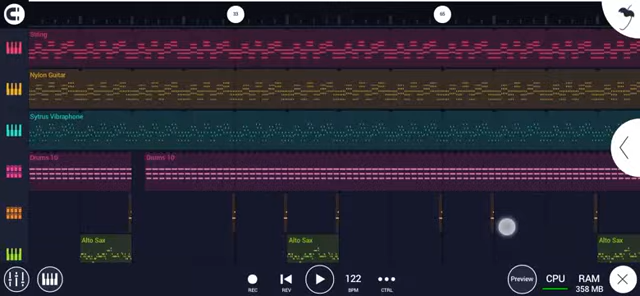 33
65
String
Nylon Guitar
Sytrus Vibraphone
Drums 10
Drums 10
Alto Sax
Alto Sax
Alto Sax
REC
REV
122
BPM
CTRL
Preview
CPU
RAM
358 MB